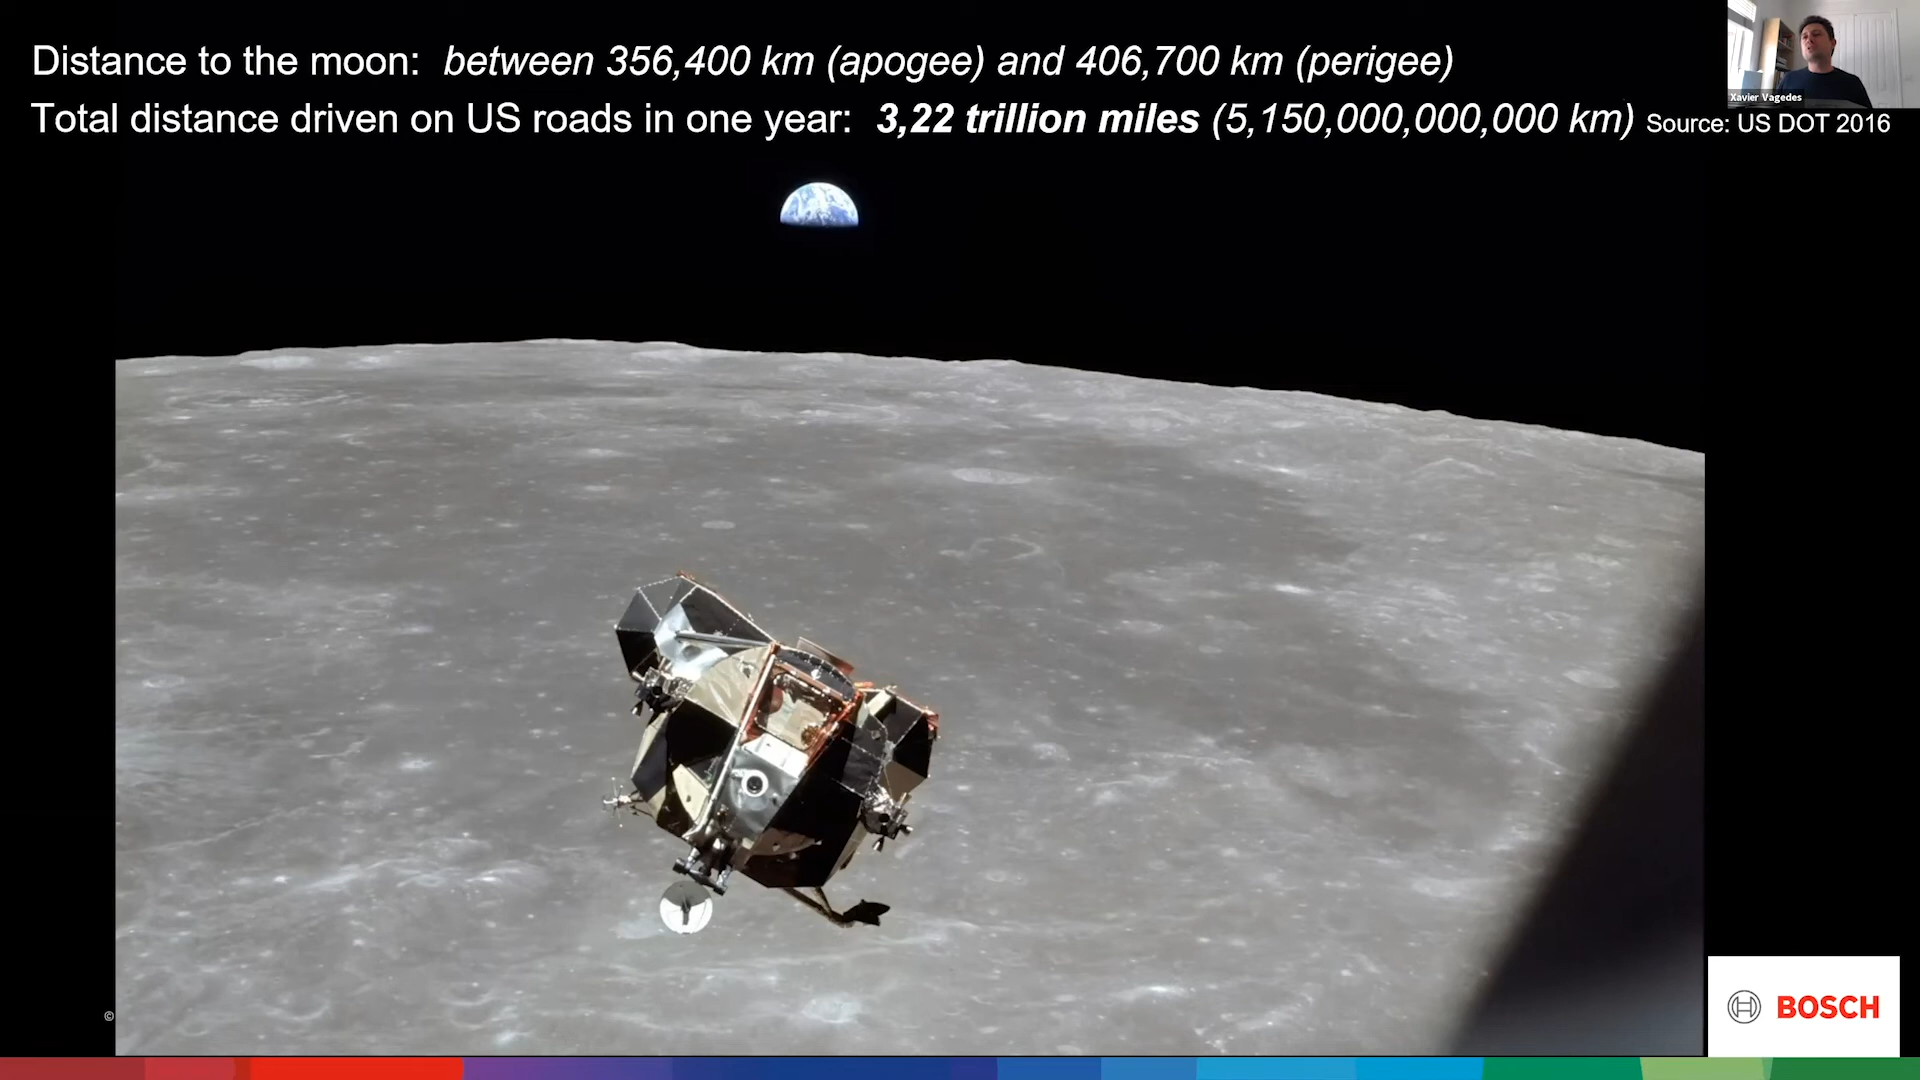 Distance to the moon: between 356,400 km (apogee) and 406,700 km (perigee)
Total distance driven on US roads in one year: 3,22 trillion miles (5,150,000,000,000 km) Source: US DOT 2016
Xavier Vagedes
©
BOSCH